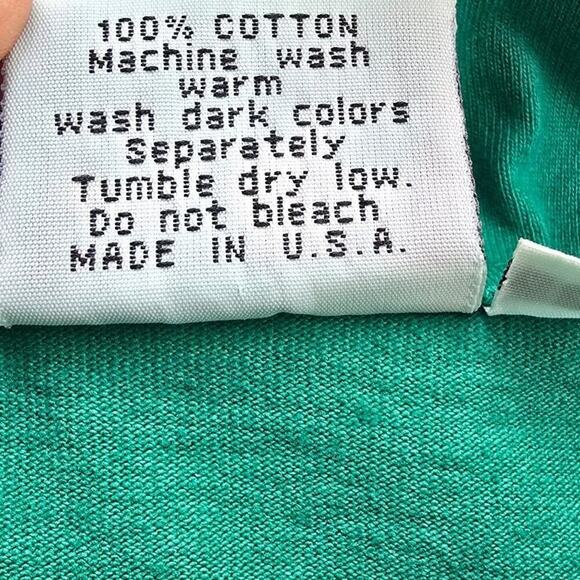 100% COTTON
Machine wash
warm
wash dark colors
Separately
Tumble dry low.
Do not bleach
MADE IN U.S.A.